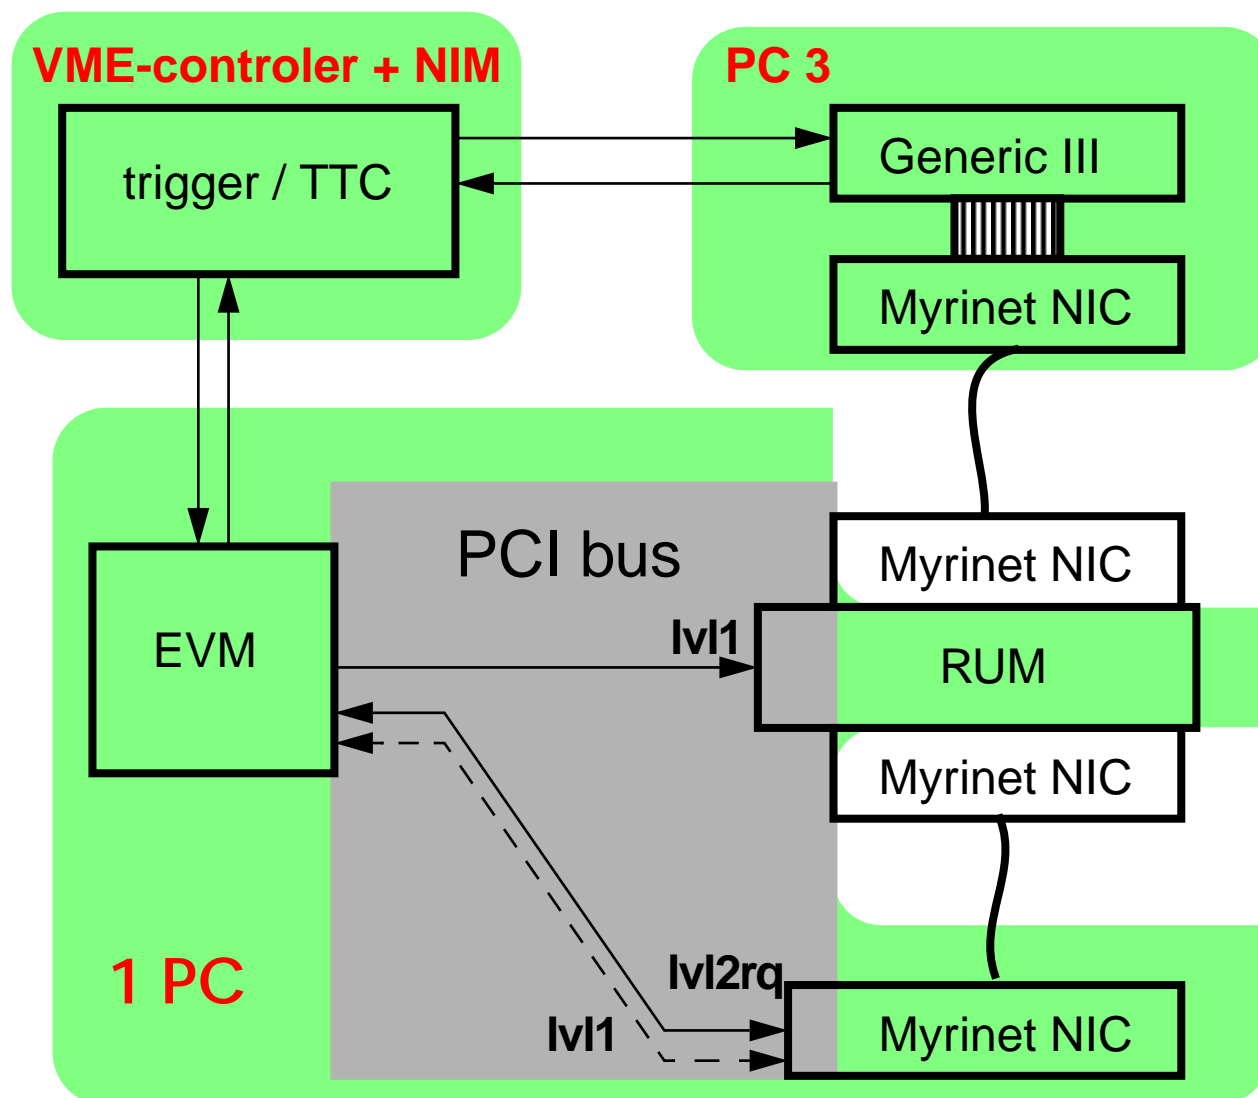 VME-controler + NIM
PC 3
trigger / TTC
Generic III
Myrinet NIC
PCI bus
Myrinet NIC
EVM
lvl1
RUM
Myrinet NIC
1 PC
lvl2rq
lvl1
Myrinet NIC